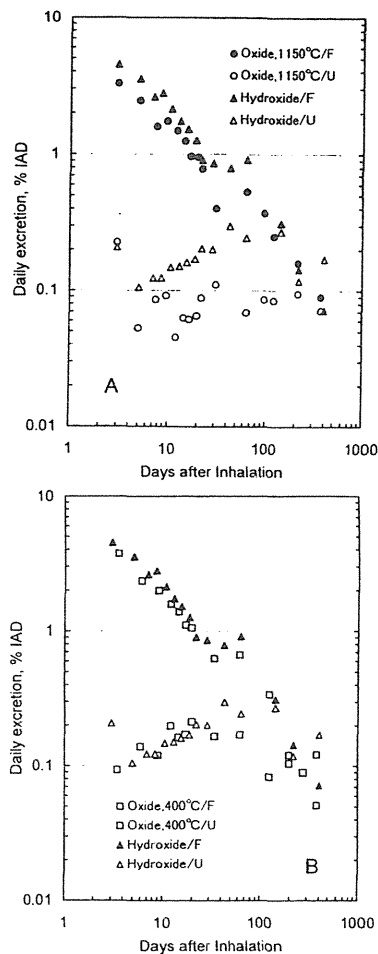 10
Oxide,1150°C/F
Oxide,1150°C/U
Hydroxide/F
Hydroxide/U
1
0.1
0.01
Daily excretion, % IAD
A
1 10 100 1000
Days after Inhalation
10
1
0.1
0.01
Daily excretion, % IAD
Oxide,400°C/F
Oxide,400°C/U
Hydroxide/F
Hydroxide/U
B
1 10 100 1000
Days after Inhalation